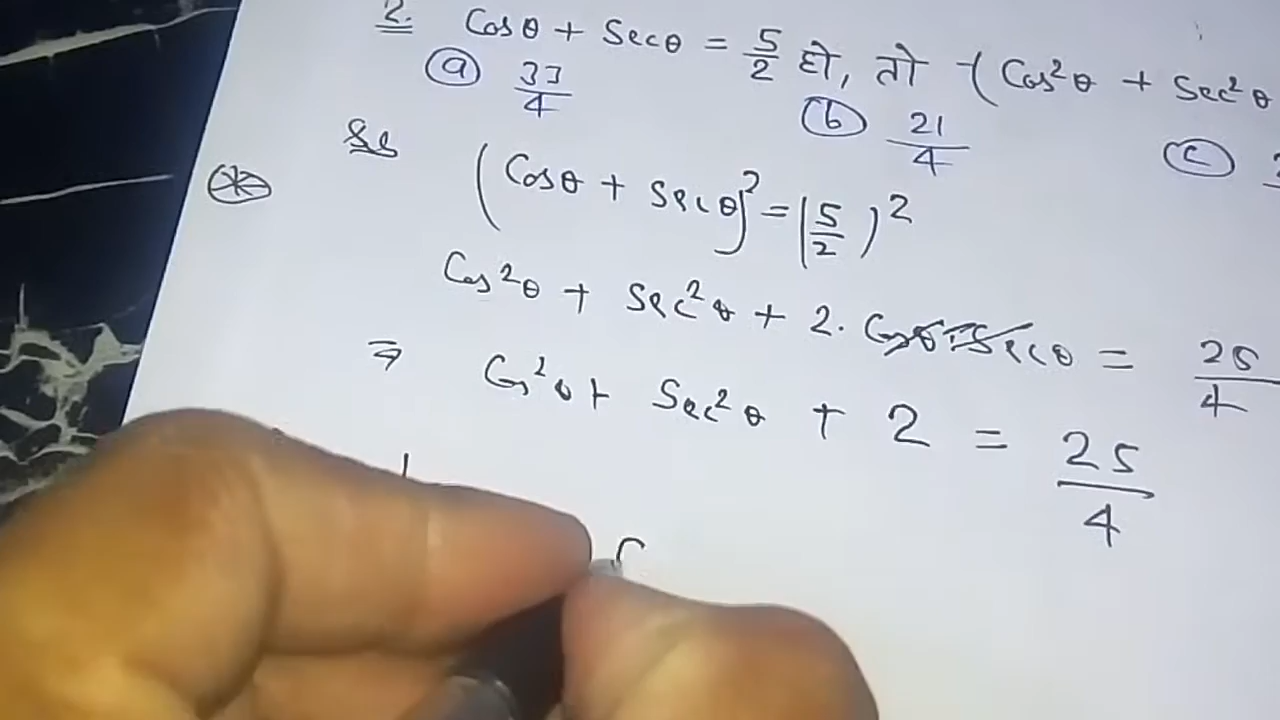 2. Cosθ + Secθ = 5/2 हो, तो (Cos²θ + Sec²θ
(a) 33/4 (b) 21/4 (c)
(Cosθ + Secθ)² = (5/2)²
Cos²θ + Sec²θ + 2. Cosθ.Secθ = 25/4
⇒ Cos²θ + Sec²θ + 2 = 25/4